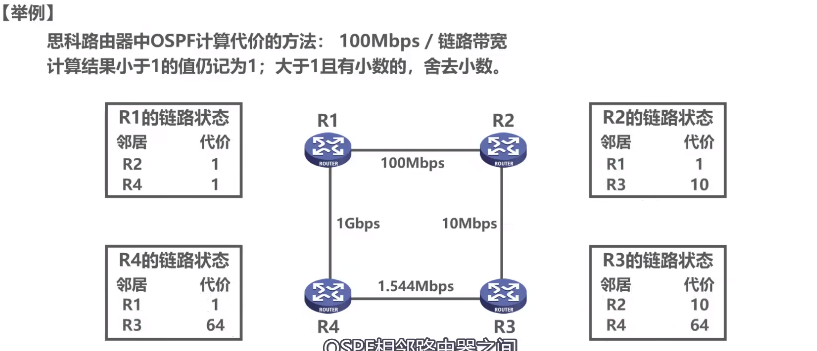 【举例】
思科路由器中OSPF计算代价的方法： 100Mbps / 链路带宽
计算结果小于1的值仍记为1；大于1且有小数的，舍去小数。
R1的链路状态
邻居 代价
R2 1
R4 1
R1
R2
ROUTER
ROUTER
100Mbps
R2的链路状态
邻居 代价
R1 1
R3 10
1Gbps
10Mbps
R4的链路状态
邻居 代价
R1 1
R3 64
1.544Mbps
ROUTER
ROUTER
R4
R3
R3的链路状态
邻居 代价
R2 10
R4 64
OSPF相邻路由器之间